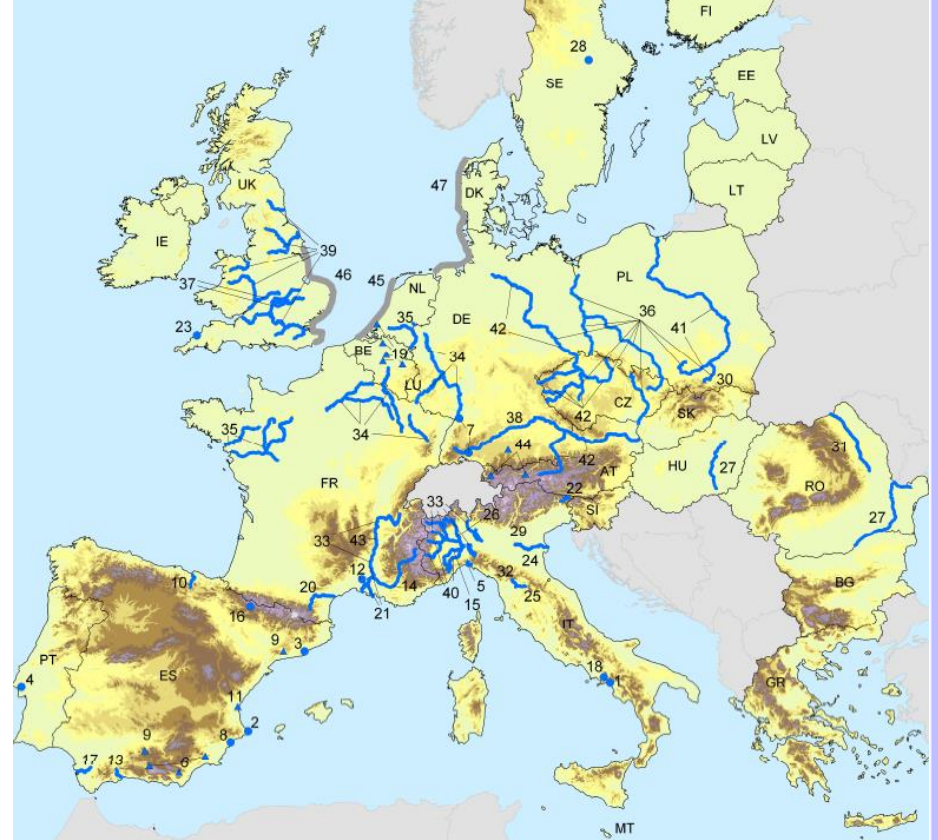 FI
28
SE
EE
LV
LT
UK
47
DK
IE
39
46
45
37
NL
PL
DE
36
23
35
42
41
BE
19
34
LU
30
CZ
SK
35
34
38
7
42
44
42
AT
HU
27
31
RO
FR
33
22
SI
26
27
33
43
29
24
12
20
14
5
32
25
40
15
21
10
16
BG
9
3
IT
PT
ES
4
18
1
GR
11
2
8
9
17
13
6
MT